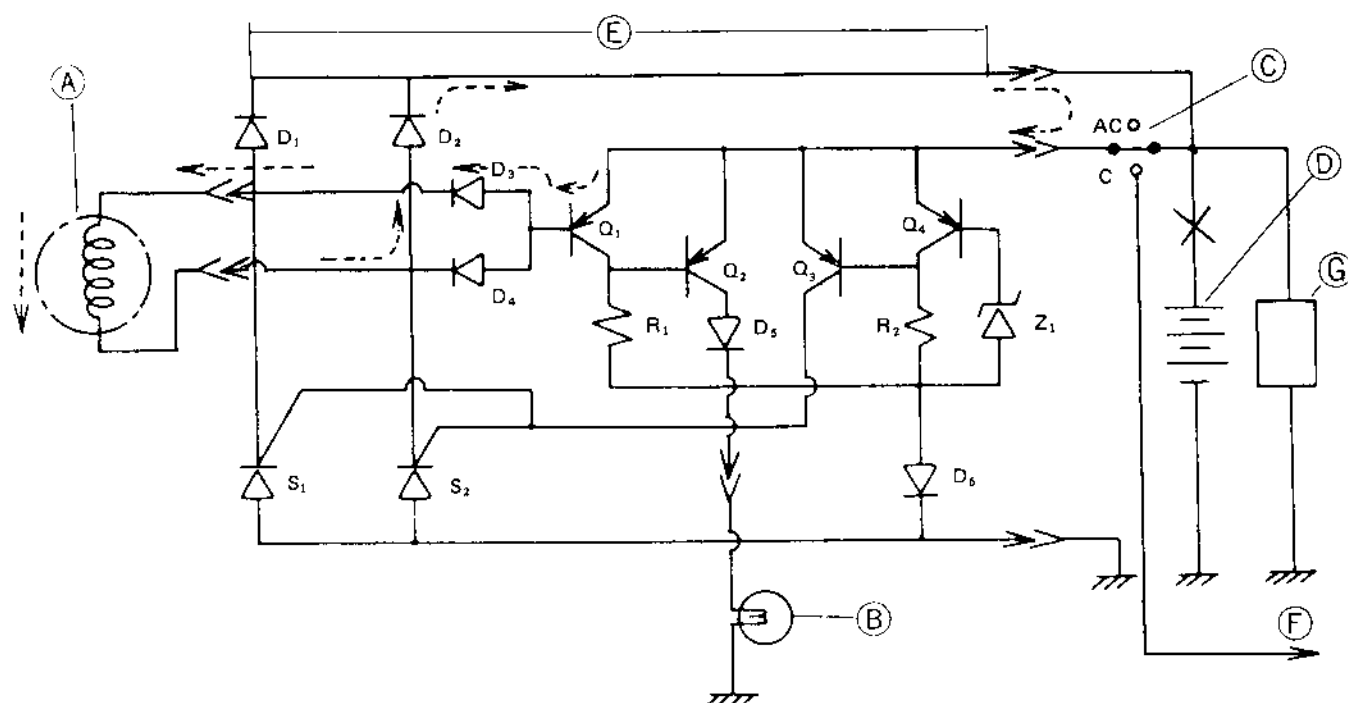 E
A
C
D₁
D₂
AC
D₃
C
D
Q₁
Q₄
D₄
Q₂
Q₃
G
R₁
D₅
R₂
Z₁
S₁
S₂
D₆
B
F